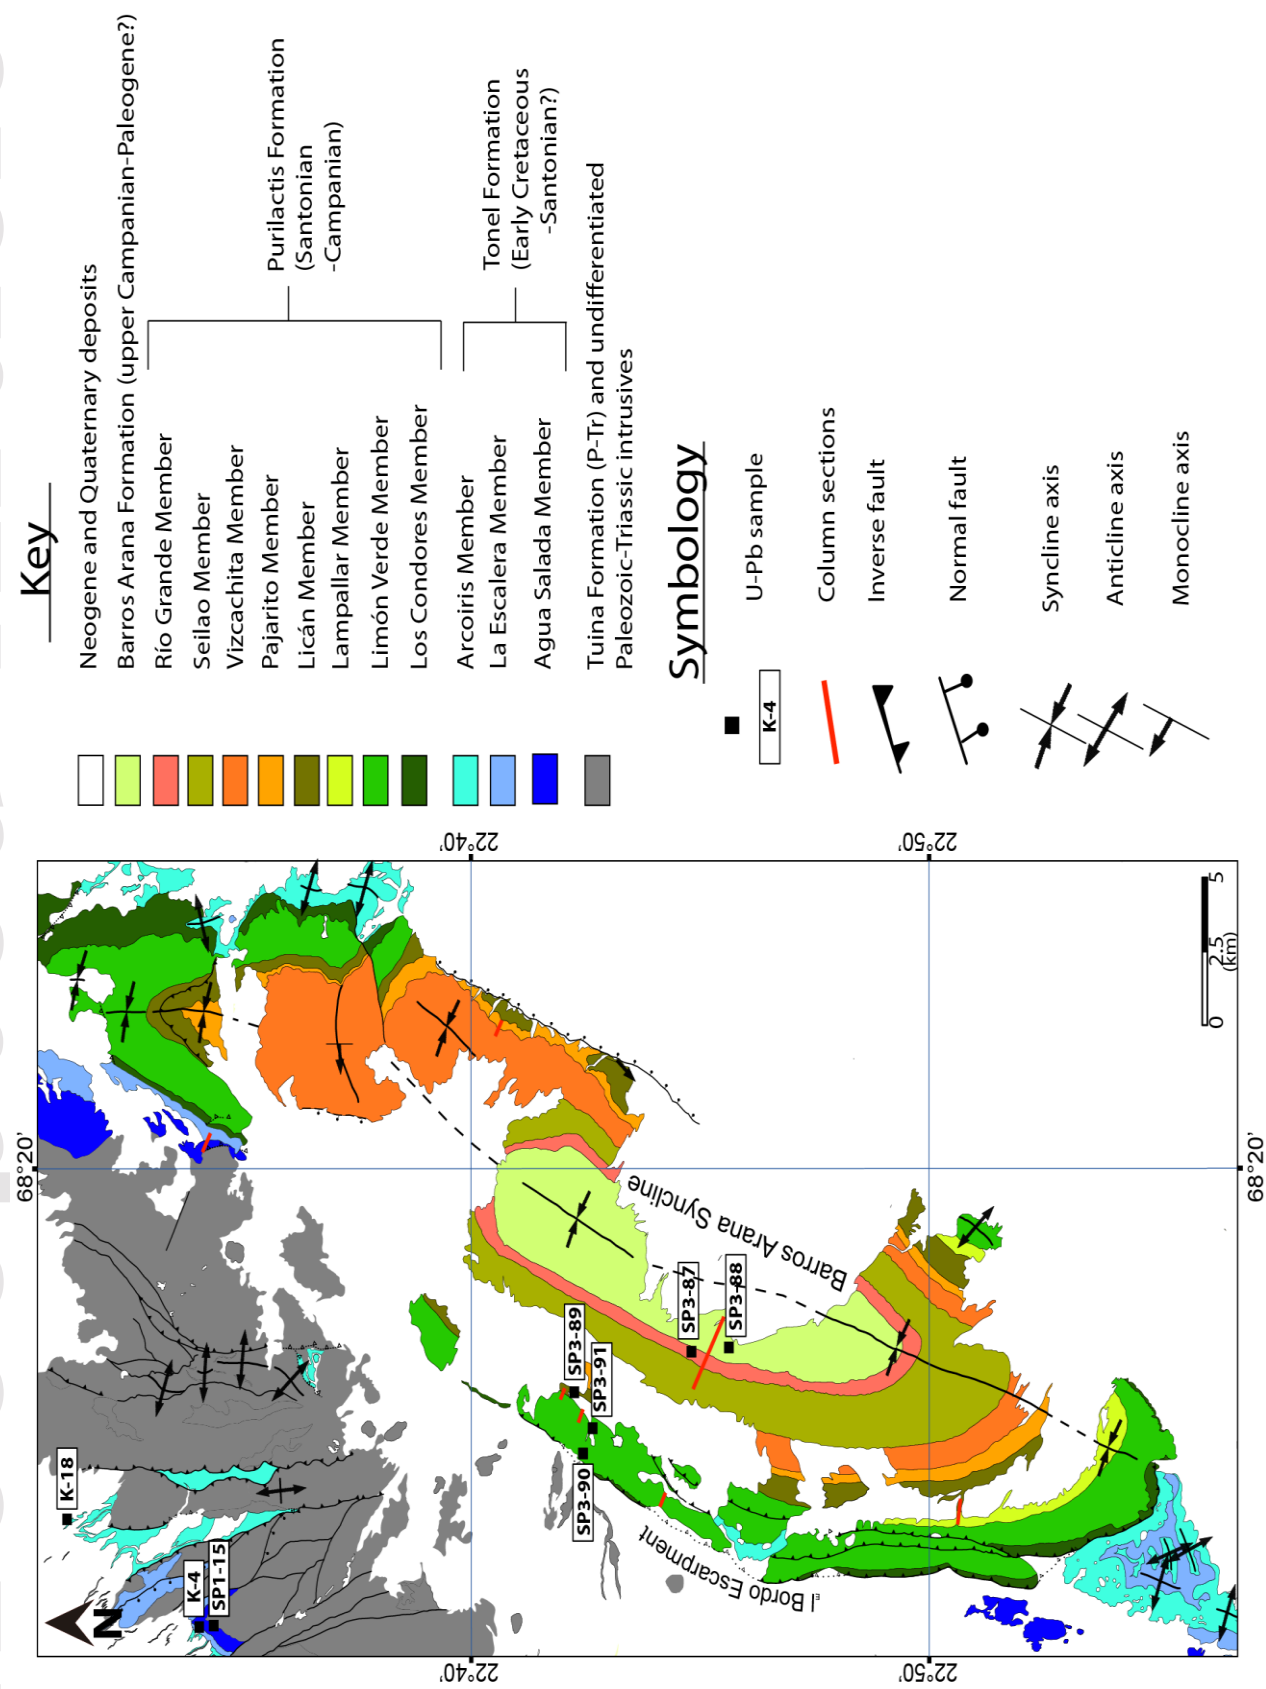 Key
Neogene and Quaternary deposits
Barros Arana Formation (upper Campanian-Paleogene?)
Río Grande Member
Seilao Member
Vizcachita Member
Pajarito Member
Licán Member
Lampallar Member
Limón Verde Member
Los Condores Member
Purilactis Formation
(Santonian
-Campanian)
Arcoiris Member
La Escalera Member
Agua Salada Member
Tonel Formation
(Early Cretaceous
-Santonian?)
Tuina Formation (P-Tr) and undifferentiated
Paleozoic-Triassic intrusives
Symbology
K-4
U-Pb sample
Column sections
Inverse fault
Normal fault
Syncline axis
Anticline axis
Monocline axis
N
68°20'
68°20'
22°40'
22°40'
22°50'
22°50'
K-18
K-4
SP1-15
SP3-89
SP3-91
SP3-90
SP3-87
SP3-88
Barros Arana Syncline
El Bordo Escarpment
0 2.5 5
(km)